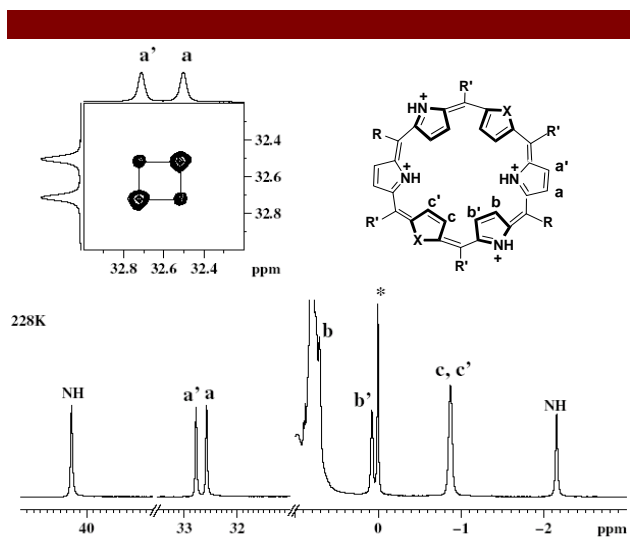 a' a
32.4
32.6
32.8
32.8 32.6 32.4 ppm
R'
HN
+
X
R
R'
a'
a
+
NH
NH
+
c'
c
b'
b
R'
R
X
NH
+
R'
228K
NH
a' a
b
b'
*
c, c'
NH
40 33 32 0 −1 −2 ppm